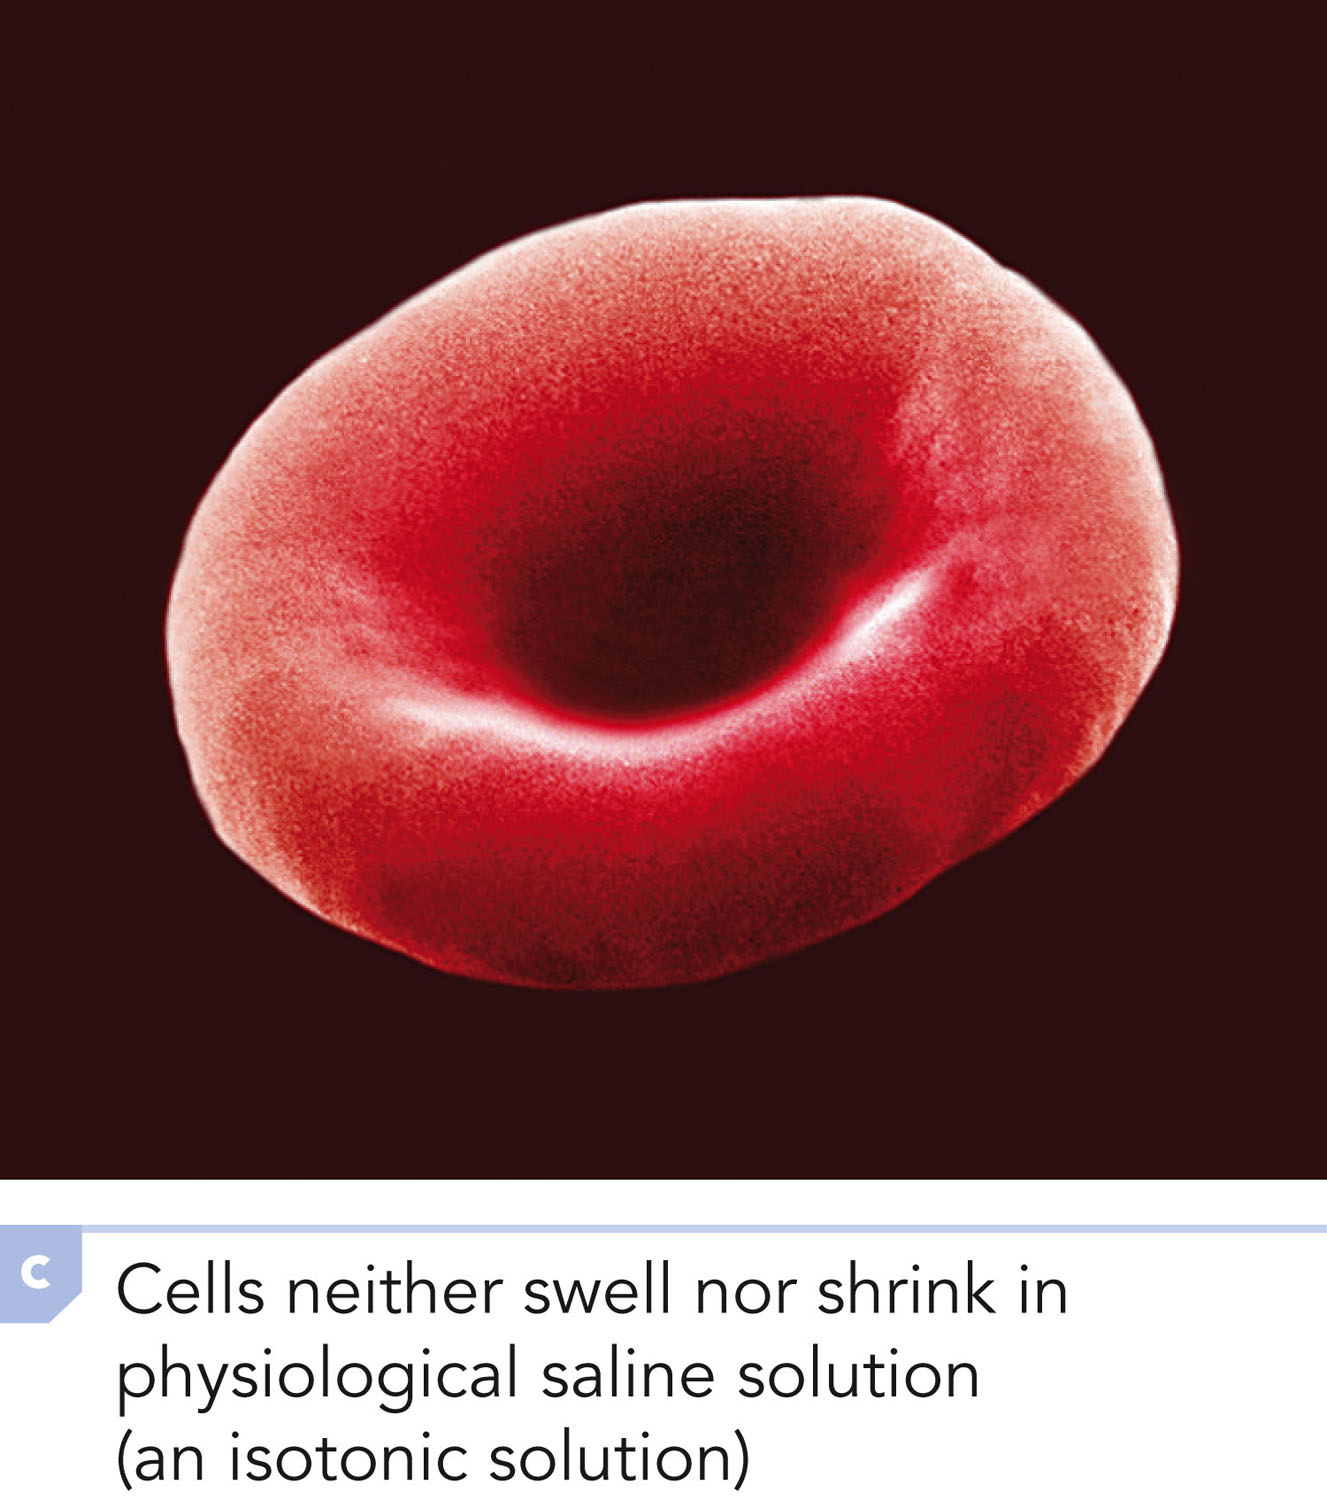 C
Cells neither swell nor shrink in
physiological saline solution
(an isotonic solution)